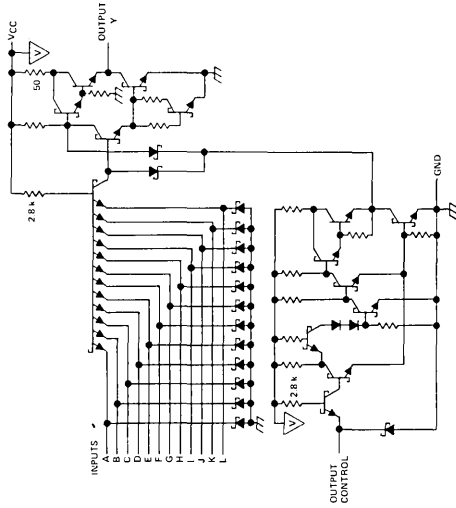 VCC
V
OUTPUT
Y
50
2.8 k
INPUTS
A
B
C
D
E
F
G
H
I
J
K
L
GND
2.8 k
V
OUTPUT
CONTROL